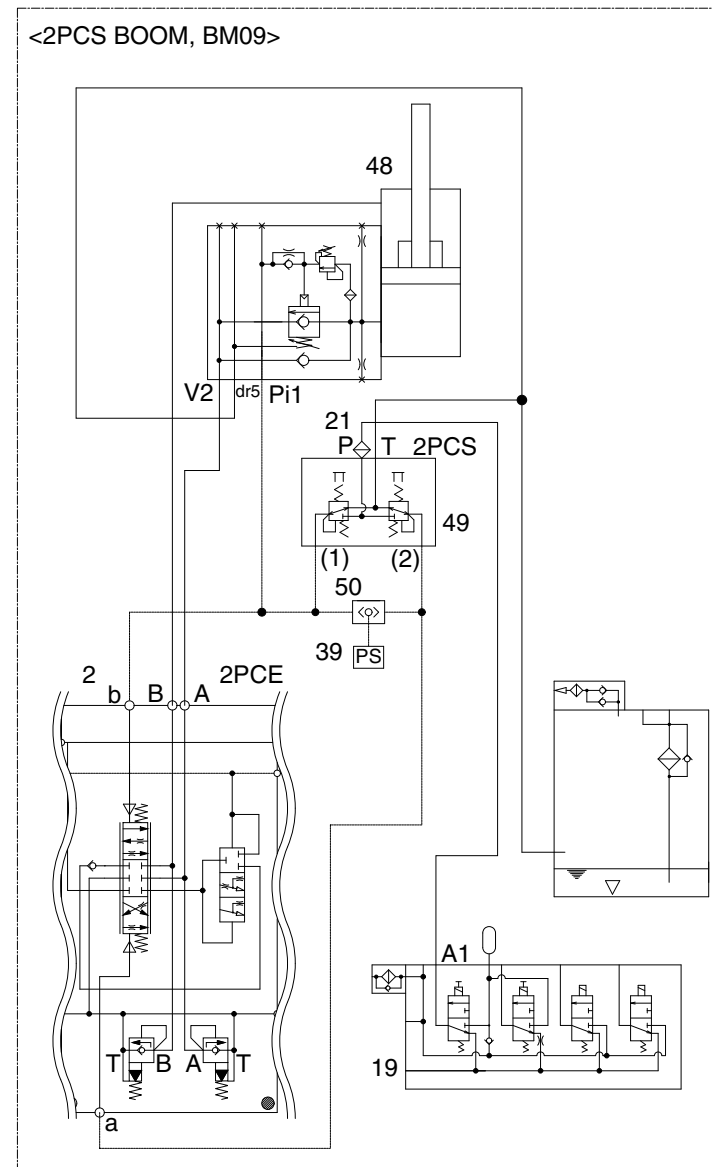 <2PCS BOOM, BM09>
48
V2 dr5 Pi1
21
P T 2PCS
49
(1) (2)
50
39 PS
2 2PCE
b B A
A1
T B A T
19
a